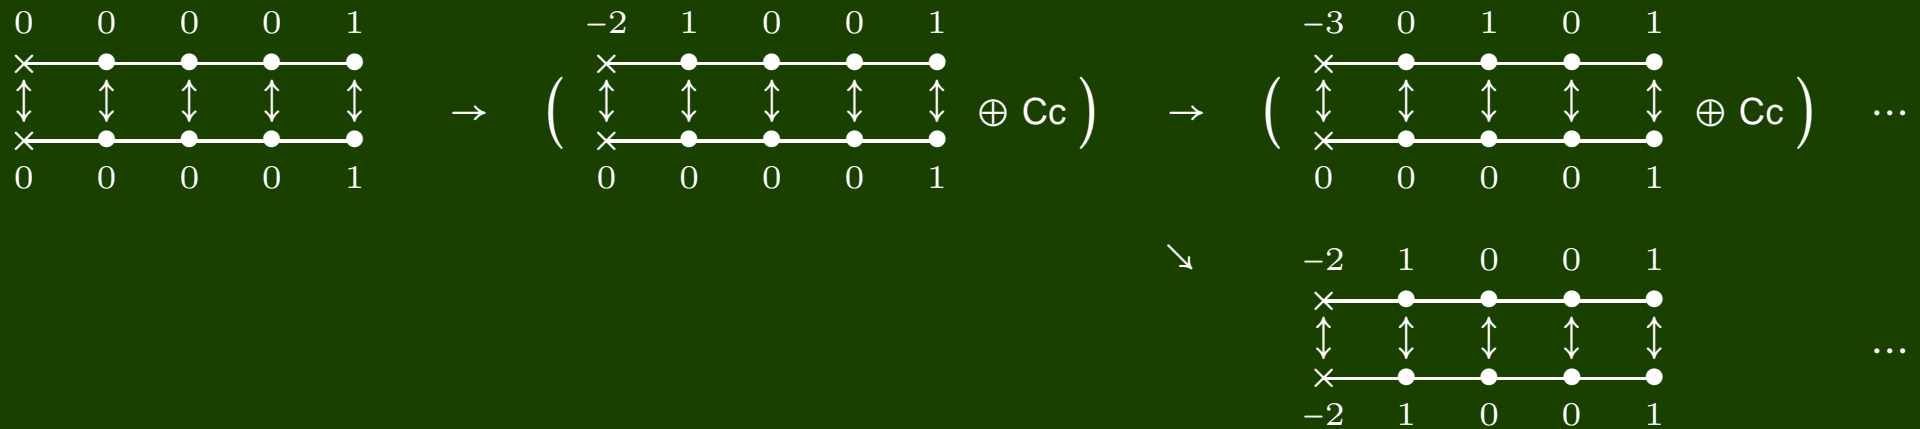 0 0 0 0 1 −2 1 0 0 1 −3 0 1 0 1
→ ( ⊕ Cc ) → ( ⊕ Cc ) ...
0 0 0 0 1 0 0 0 0 1 0 0 0 0 1
↘ −2 1 0 0 1
...
−2 1 0 0 1